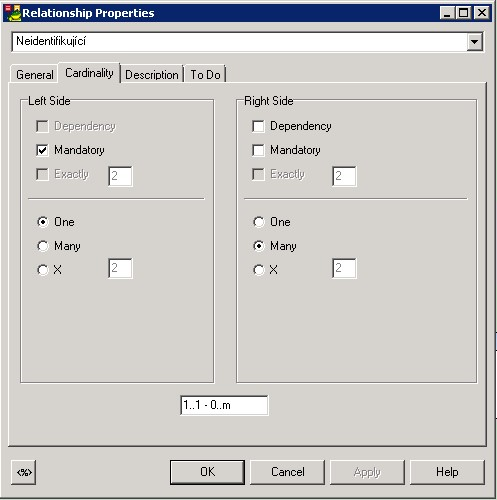 Relationship Properties
Neidentifikující
General Cardinality Description To Do
Left Side
Dependency
Mandatory
Exactly 2
One
Many
X 2
Right Side
Dependency
Mandatory
Exactly 2
One
Many
X 2
1..1 - 0..m
<%> OK Cancel Apply Help